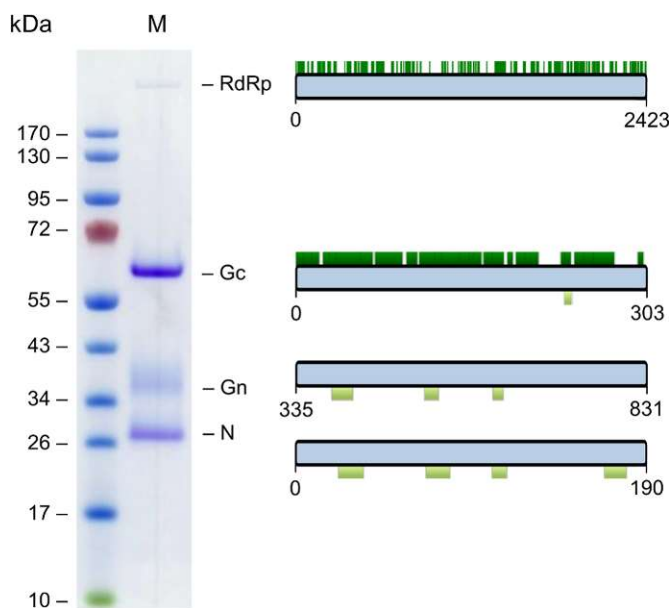 kDa M
– RdRp
0 2423
170 –
130 –
95 –
72 –
– Gc
0 303
55 –
43 –
– Gn
34 –
335 831
– N
26 –
0 190
17 –
10 –